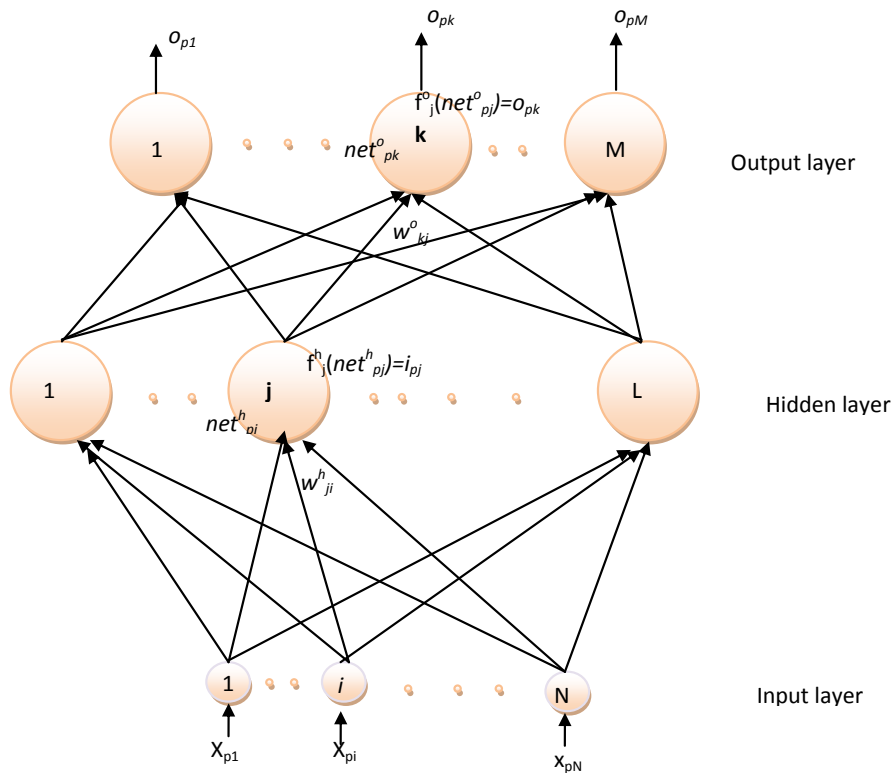 o_p1 o_pk o_pM
f^o_j(net^o_pj)=o_pk
1 k M
net^o_pk
Output layer
w^o_kj
f^h_j(net^h_pj)=i_pj
1 j L
Hidden layer
net^h_pj
w^h_ji
1 i N
Input layer
X_p1 X_pi x_pN